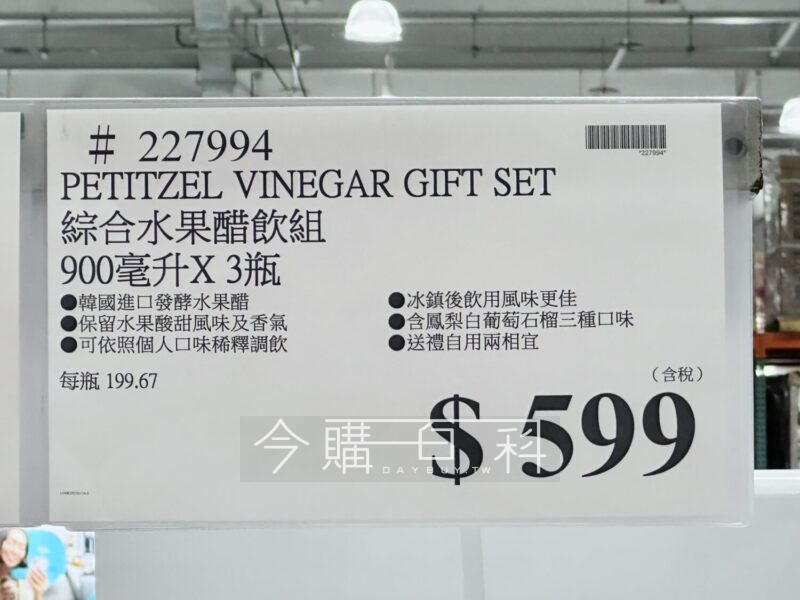 # 227994
*227994*
PETITZEL VINEGAR GIFT SET
綜合水果醋飲組
900毫升X 3瓶
●韓國進口發酵水果醋
●保留水果酸甜風味及香氣
●可依照個人口味稀釋調飲
●冰鎮後飲用風味更佳
●含鳳梨白葡萄石榴三種口味
●送禮自用兩相宜
每瓶 199.67
（含稅）
$ 599
今購百科
DAYBUY.TW